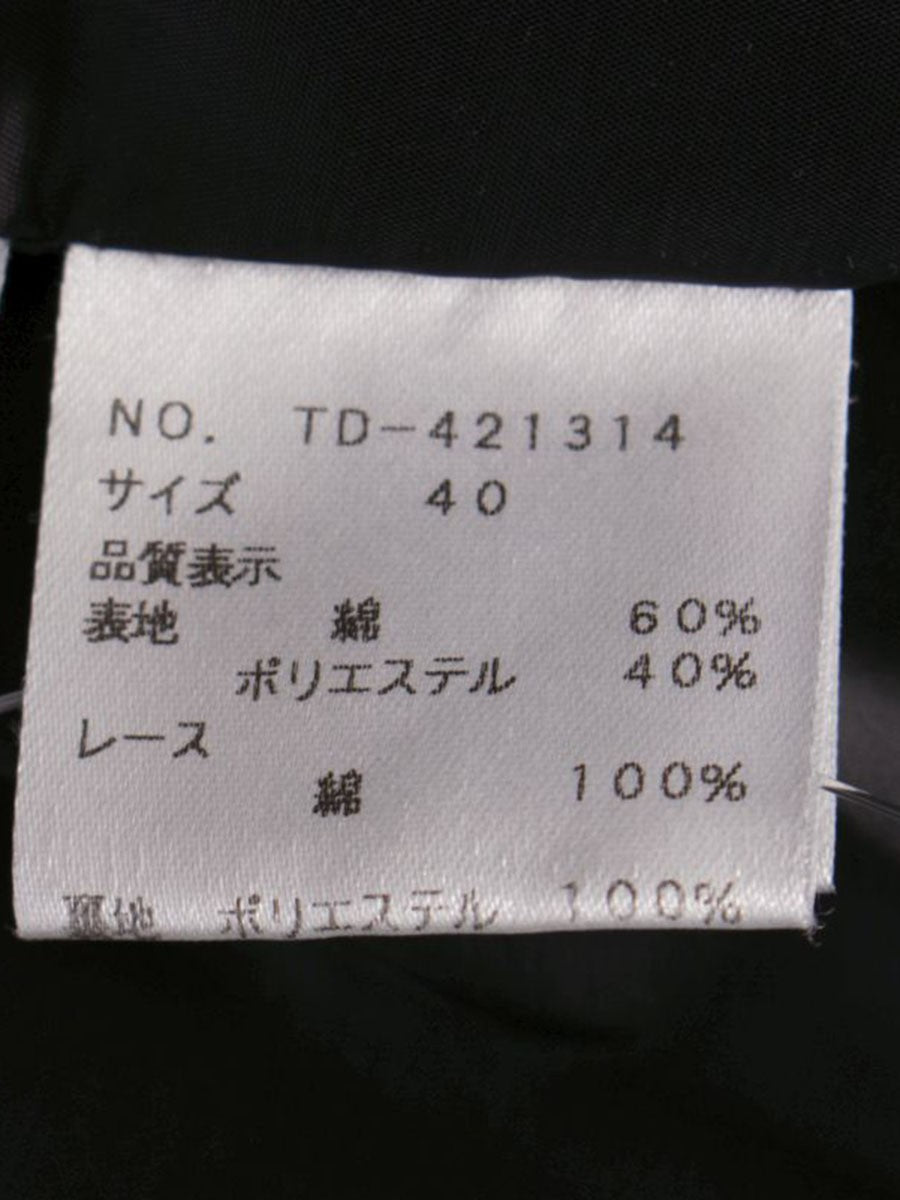 NO. TD-421314
サイズ 40
品質表示
表地 綿 60%
ポリエステル 40%
レース
綿 100%
裏地 ポリエステル 100%